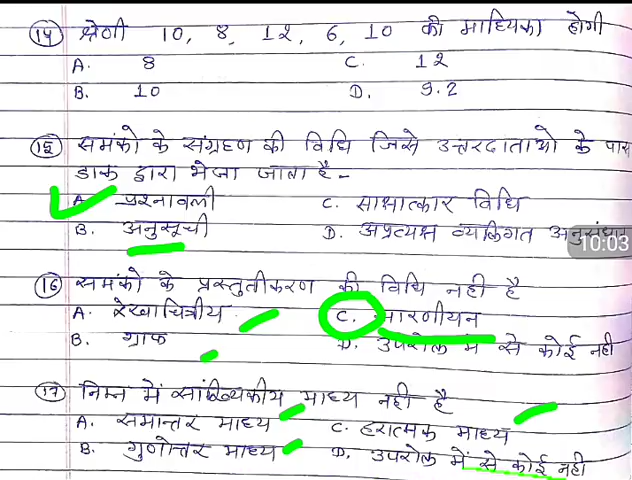 14 श्रेणी 10, 8, 12, 6, 10 की माध्यिका होगी
A. 8 C. 12
B. 10 D. 9.2
15 समंको के संग्रहण की विधि जिसे उत्तरदाताओ के पास
डाक द्वारा भेजा जाता है -
A. प्रश्नावली C. साक्षात्कार विधि
B. अनुसूची D. अप्रत्यक्ष व्यक्तिगत अनुसंधान
10:03
16 समंको के प्रस्तुतीकरण की विधि नही है
A. रेखाचित्रीय C. सारणीयन
B. ग्राफ D. उपरोक्त में से कोई नही
17 निम्न में सांख्यिकीय माध्य नही है
A. समान्तर माध्य C. हरात्मक माध्य
B. गुणोत्तर माध्य D. उपरोक्त में से कोई नही